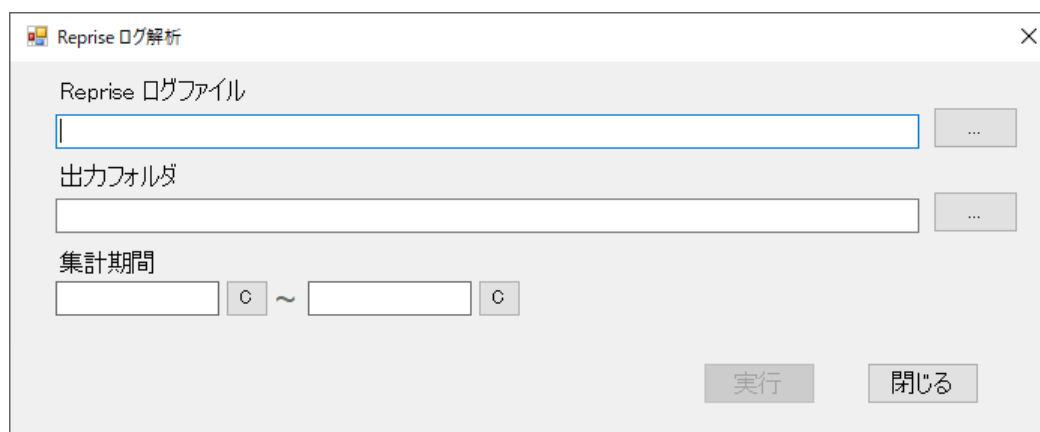 Reprise ログ解析
Reprise ログファイル
...
出力フォルダ
...
集計期間
C ~ C
実行 閉じる